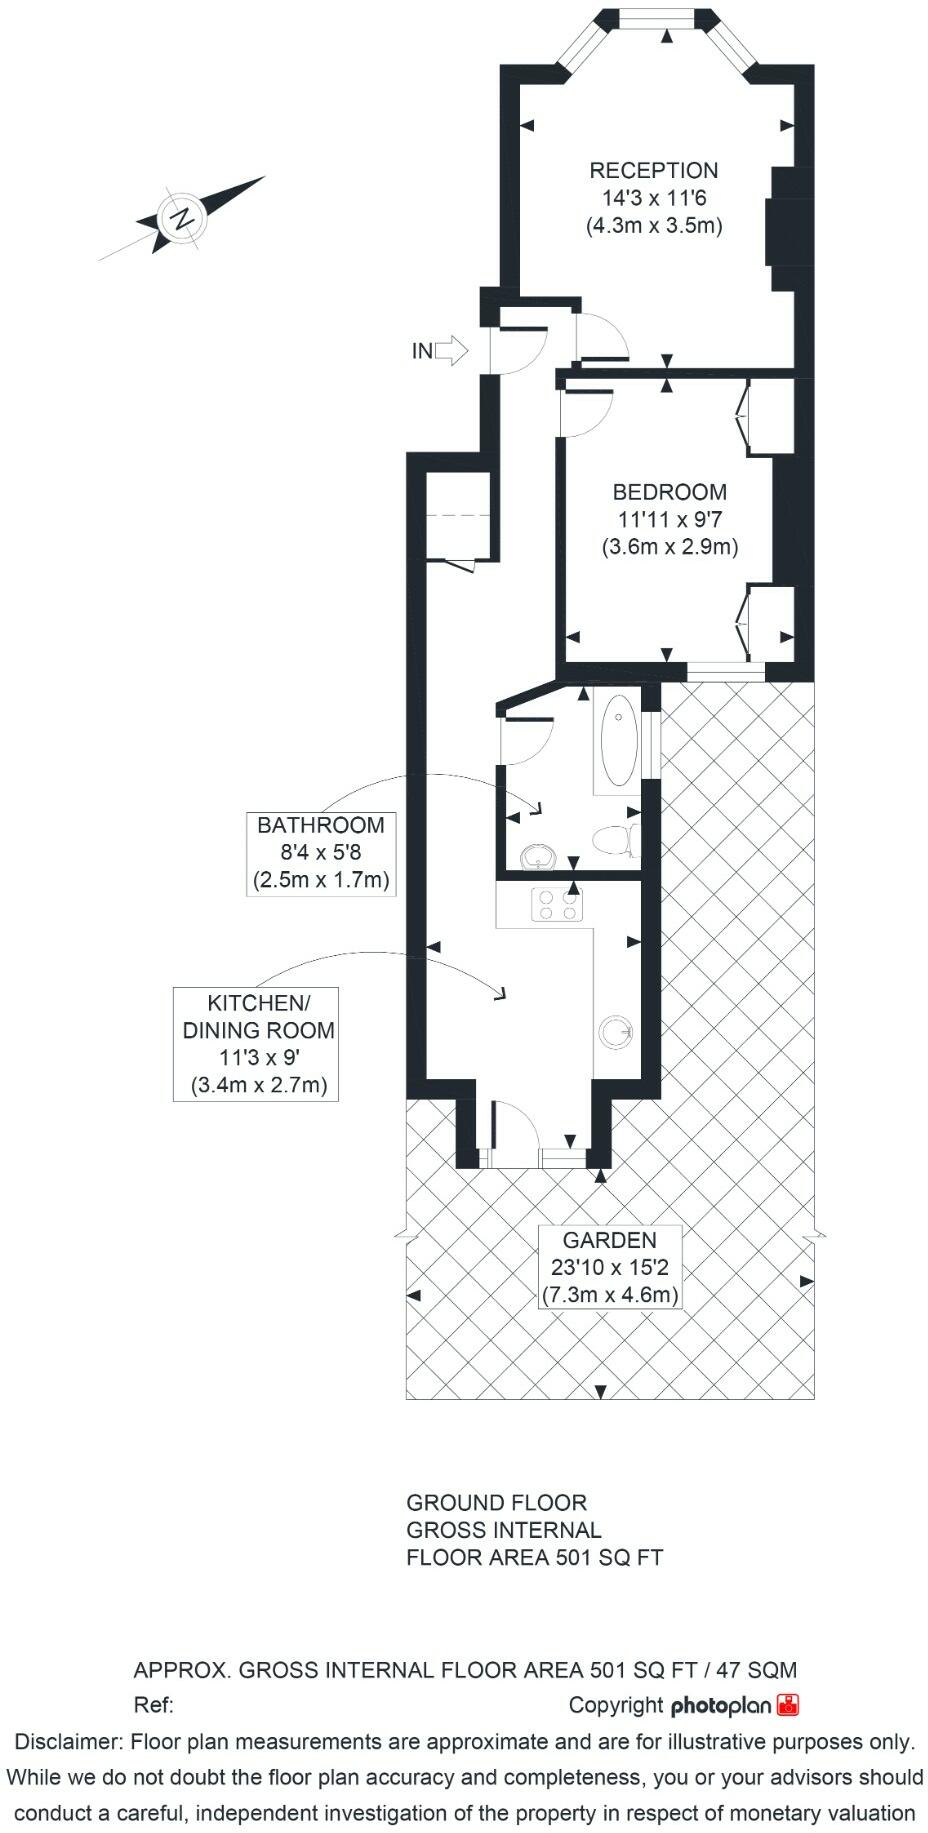 RECEPTION
14'3 x 11'6
(4.3m x 3.5m)
N
IN
BEDROOM
11'11 x 9'7
(3.6m x 2.9m)
BATHROOM
8'4 x 5'8
(2.5m x 1.7m)
KITCHEN/
DINING ROOM
11'3 x 9'
(3.4m x 2.7m)
GARDEN
23'10 x 15'2
(7.3m x 4.6m)
GROUND FLOOR
GROSS INTERNAL
FLOOR AREA 501 SQ FT
APPROX. GROSS INTERNAL FLOOR AREA 501 SQ FT / 47 SQM
Ref:
Copyright photoplan
Disclaimer: Floor plan measurements are approximate and are for illustrative purposes only.
While we do not doubt the floor plan accuracy and completeness, you or your advisors should
conduct a careful, independent investigation of the property in respect of monetary valuation